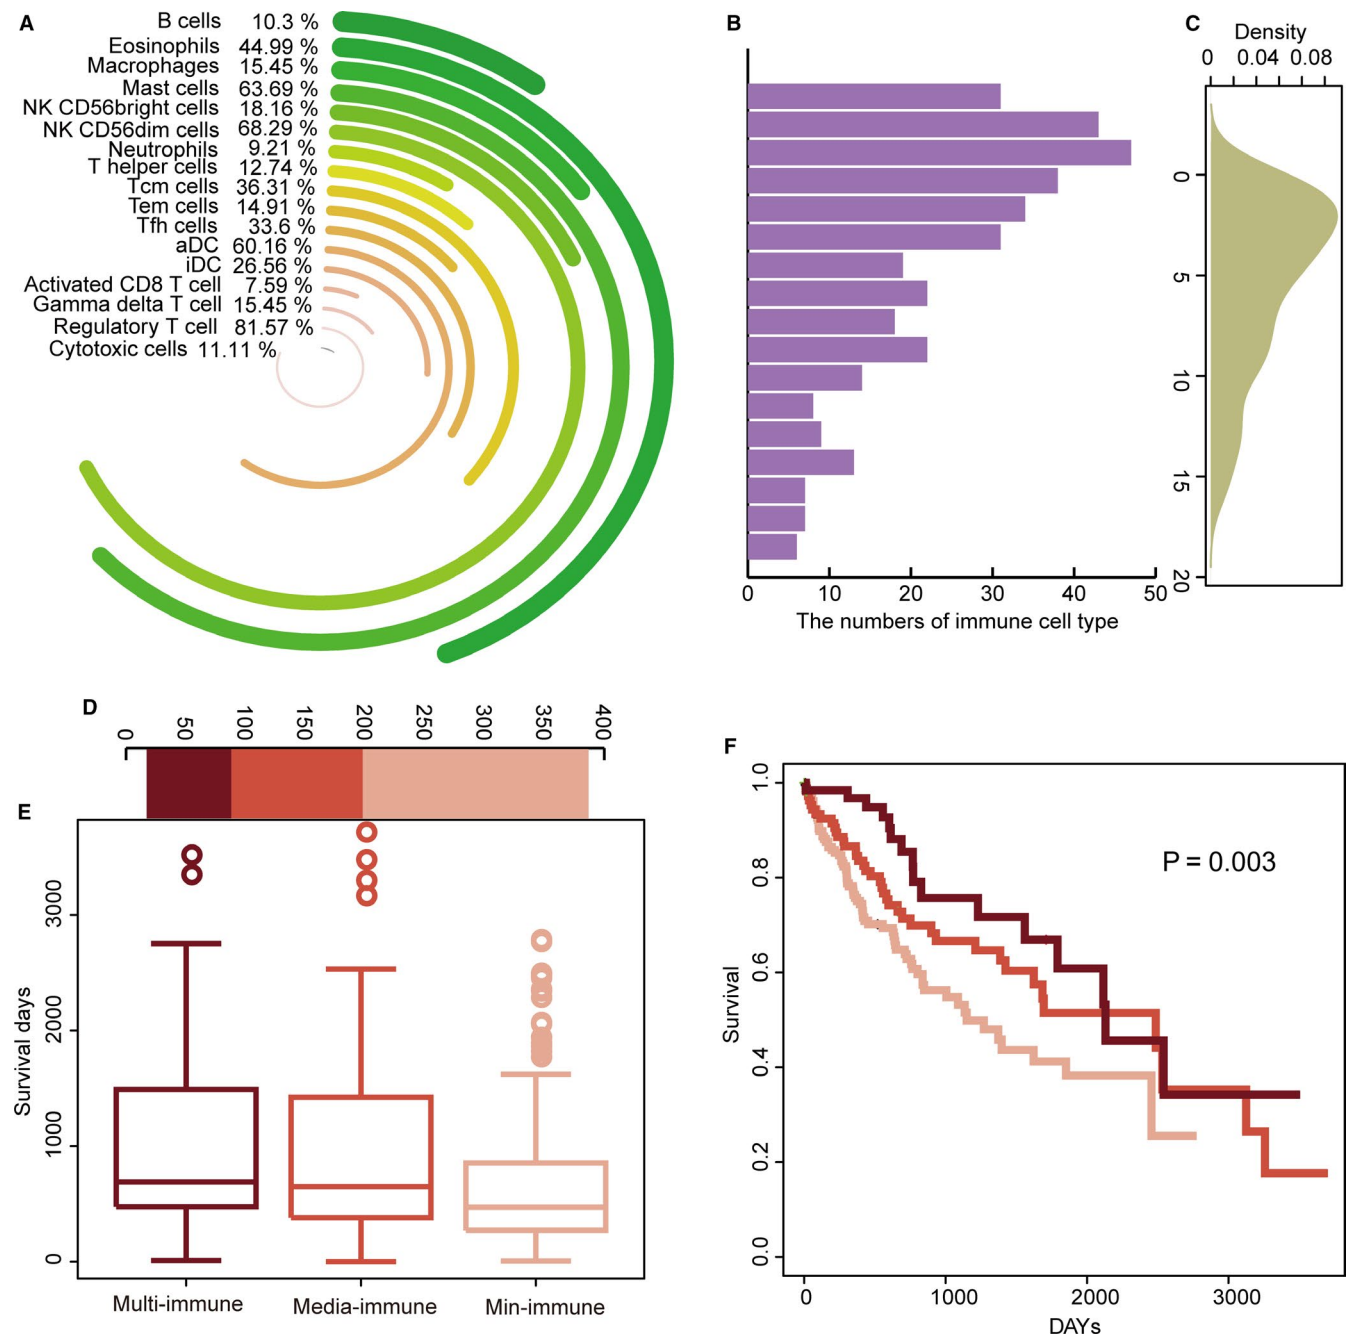 A
B cells 10.3 %
Eosinophils 44.99 %
Macrophages 15.45 %
Mast cells 63.69 %
NK CD56bright cells 18.16 %
NK CD56dim cells 68.29 %
Neutrophils 9.21 %
T helper cells 12.74 %
Tcm cells 36.31 %
Tem cells 14.91 %
Tfh cells 33.6 %
aDC 60.16 %
iDC 26.56 %
Activated CD8 T cell 7.59 %
Gamma delta T cell 15.45 %
Regulatory T cell 81.57 %
Cytotoxic cells 11.11 %
B
0 10 20 30 40 50
The numbers of immune cell type
C
Density
0 0.04 0.08
0
5
10
15
20
D
0 50 100 150 200 250 300 350 400
E
Survival days
3000
2000
1000
0
Multi-immune Media-immune Min-immune
F
P = 0.003
Survival
1.0
0.8
0.6
0.4
0.2
0.0
0 1000 2000 3000
DAYs